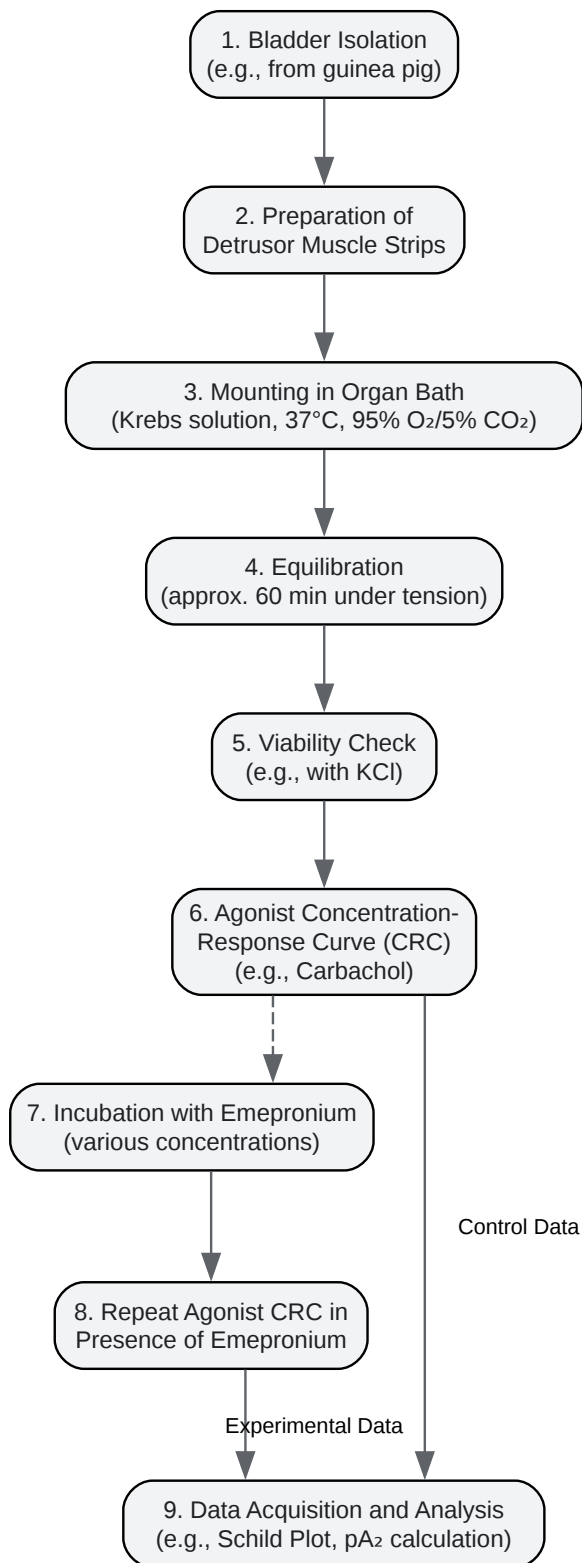 1. Bladder Isolation
(e.g., from guinea pig)
2. Preparation of
Detrusor Muscle Strips
3. Mounting in Organ Bath
(Krebs solution, 37°C, 95% O₂/5% CO₂)
4. Equilibration
(approx. 60 min under tension)
5. Viability Check
(e.g., with KCl)
6. Agonist Concentration-
Response Curve (CRC)
(e.g., Carbachol)
7. Incubation with Emepronium
(various concentrations)
Control Data
8. Repeat Agonist CRC in
Presence of Emepronium
Experimental Data
9. Data Acquisition and Analysis
(e.g., Schild Plot, pA₂ calculation)